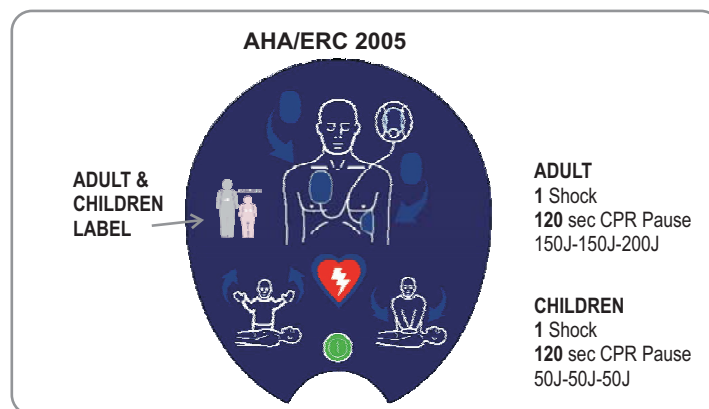 AHA/ERC 2005
ADULT &
CHILDREN
LABEL
ADULT
1 Shock
120 sec CPR Pause
150J-150J-200J
CHILDREN
1 Shock
120 sec CPR Pause
50J-50J-50J